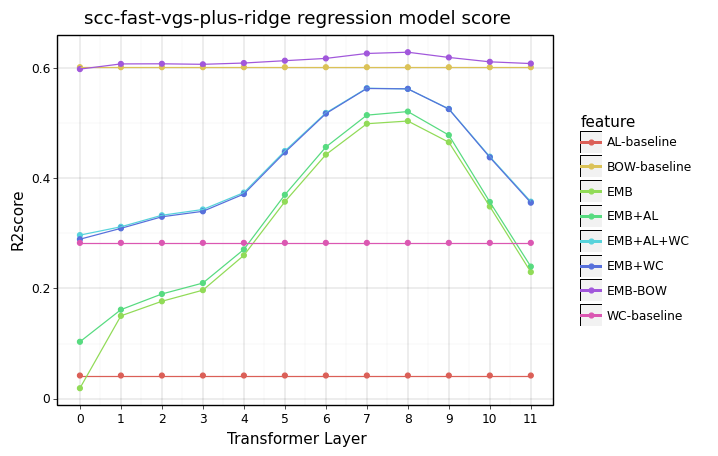 scc-fast-vgs-plus-ridge regression model score
R2score
0.6
0.4
0.2
0
0 1 2 3 4 5 6 7 8 9 10 11
Transformer Layer
feature
AL-baseline
BOW-baseline
EMB
EMB+AL
EMB+AL+WC
EMB+WC
EMB-BOW
WC-baseline